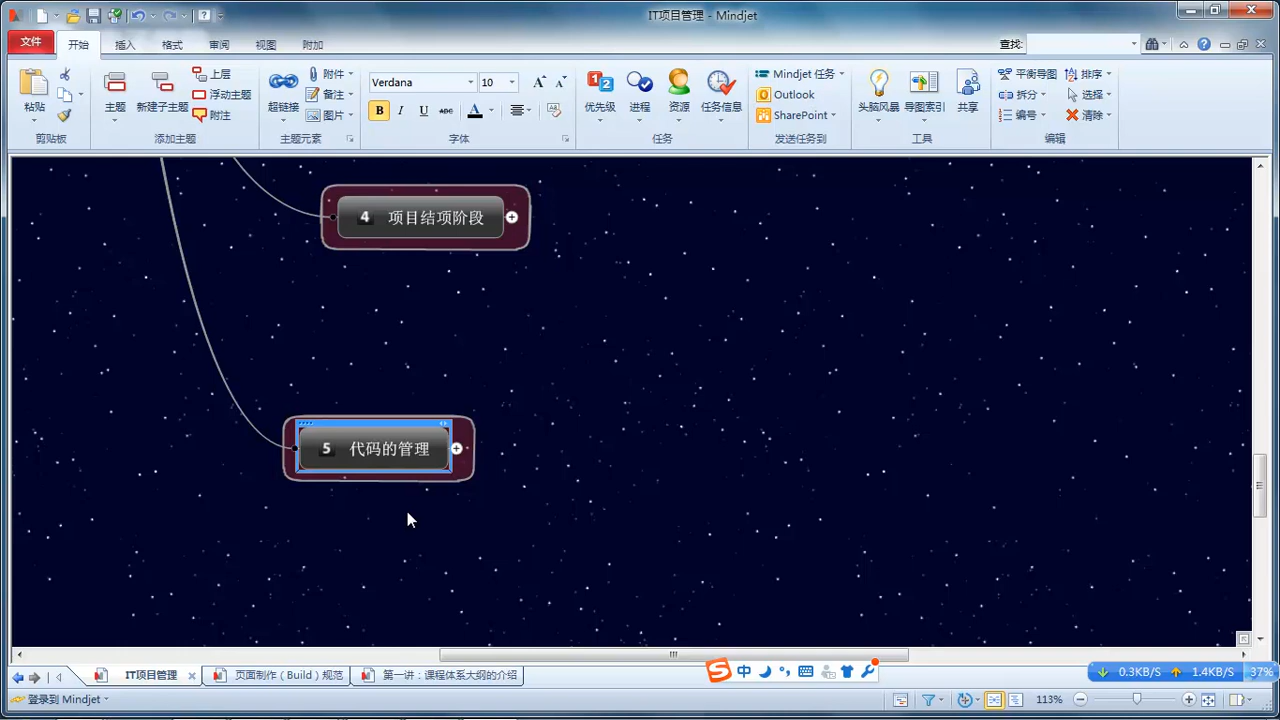 IT项目管理 - Mindjet
文件 开始 插入 格式 审阅 视图 附加 查找:
粘贴 主题 新建子主题 上层 浮动主题 附注 超链接 附件 备注 图片 Verdana 10 B I U abc A 优先级 进程 资源 任务信息 Mindjet 任务 Outlook SharePoint 头脑风暴 导图索引 共享 平衡导图 拆分 编号 排序 选择 清除
剪贴板 添加主题 主题元素 字体 任务 发送任务到 工具 编辑
4 项目结项阶段
5 代码的管理
IT项目管理 页面制作（Build）规范 第一讲：课程体系大纲的介绍 中 0.3KB/S 1.4KB/S 37%
登录到 Mindjet 113%